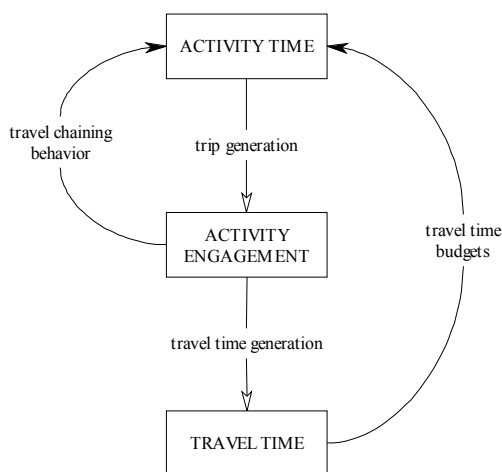 ACTIVITY TIME
travel chaining
behavior
trip generation
ACTIVITY
ENGAGEMENT
travel time
budgets
travel time generation
TRAVEL TIME